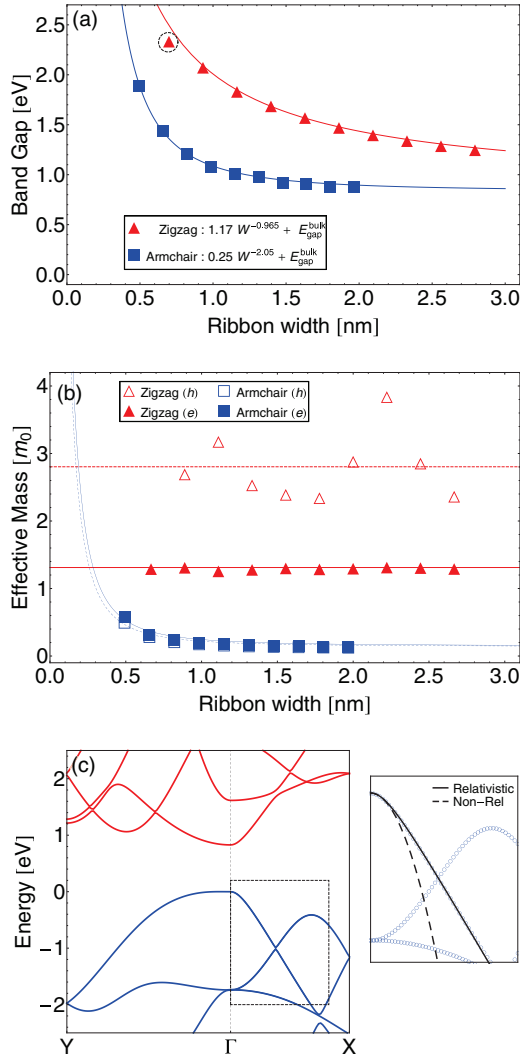 (a)
Band Gap [eV]
2.5
2.0
1.5
1.0
0.5
0.0
Zigzag : 1.17 W^-0.965 + E_gap^bulk
Armchair : 0.25 W^-2.05 + E_gap^bulk
0.0 0.5 1.0 1.5 2.0 2.5 3.0
Ribbon width [nm]
(b)
Effective Mass [m0]
4
3
2
1
0
Zigzag (h) Armchair (h)
Zigzag (e) Armchair (e)
0.0 0.5 1.0 1.5 2.0 2.5 3.0
Ribbon width [nm]
(c)
Energy [eV]
2
1
0
−1
−2
Y Γ X
Relativistic
Non−Rel